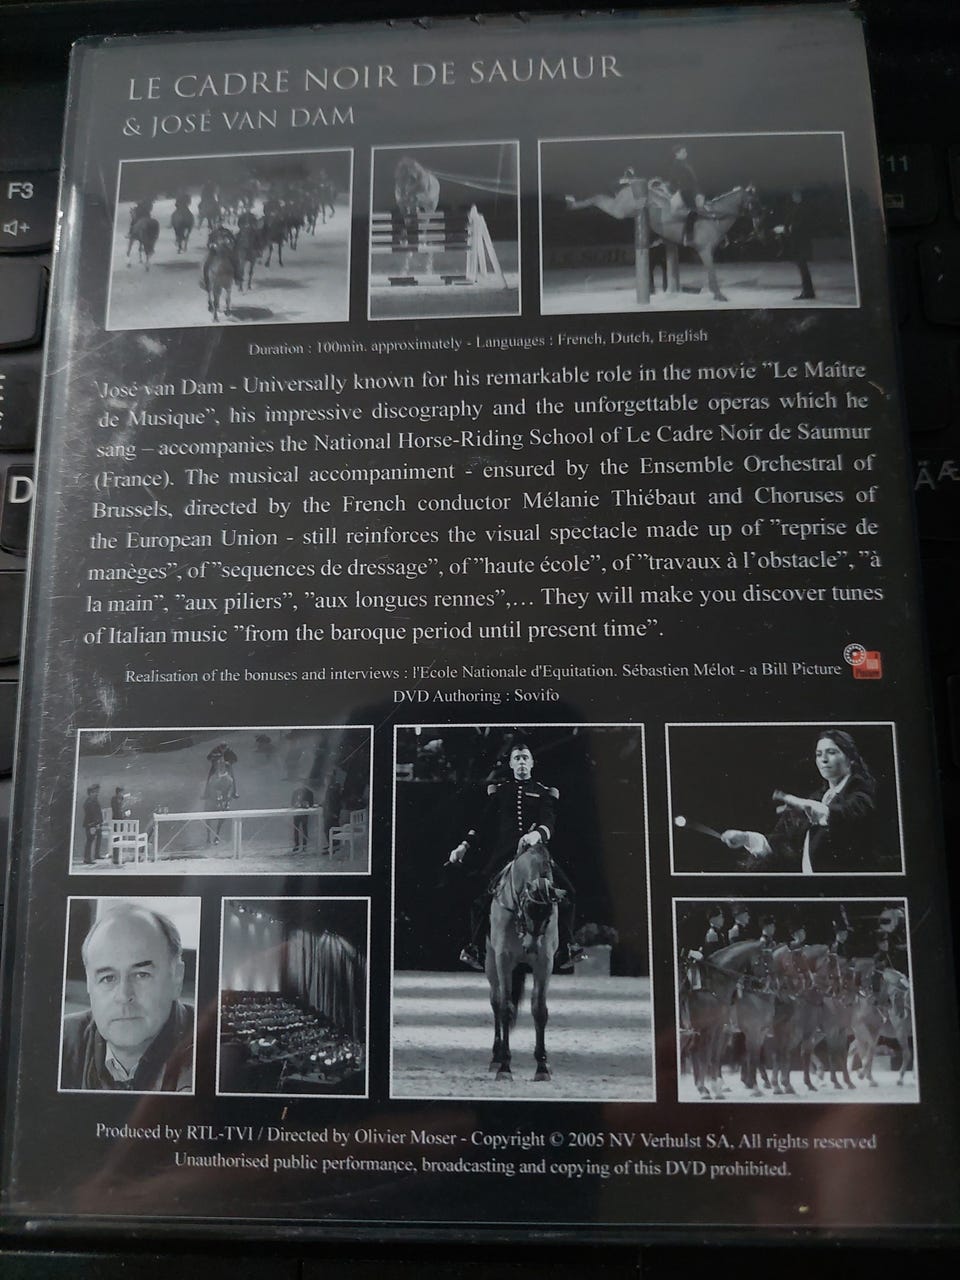 LE CADRE NOIR DE SAUMUR
& JOSÉ VAN DAM
F3
11
LE NOIR
Duration : 100min. approximately - Languages : French, Dutch, English
José van Dam - Universally known for his remarkable role in the movie "Le Maître
de Musique", his impressive discography and the unforgettable operas which he
sang – accompanies the National Horse-Riding School of Le Cadre Noir de Saumur
(France). The musical accompaniment - ensured by the Ensemble Orchestral of
Brussels, directed by the French conductor Mélanie Thiébaut and Choruses of
the European Union - still reinforces the visual spectacle made up of "reprise de
manèges", of "sequences de dressage", of "haute école", of "travaux à l'obstacle", "à
la main", "aux piliers", "aux longues rennes",… They will make you discover tunes
of Italian music "from the baroque period until present time".
D
ÄÆ
Realisation of the bonuses and interviews : l'Ecole Nationale d'Equitation. Sébastien Mélot - a Bill Picture
DVD Authoring : Sovifo
Produced by RTL-TVI / Directed by Olivier Moser - Copyright © 2005 NV Verhulst SA, All rights reserved
Unauthorised public performance, broadcasting and copying of this DVD prohibited.